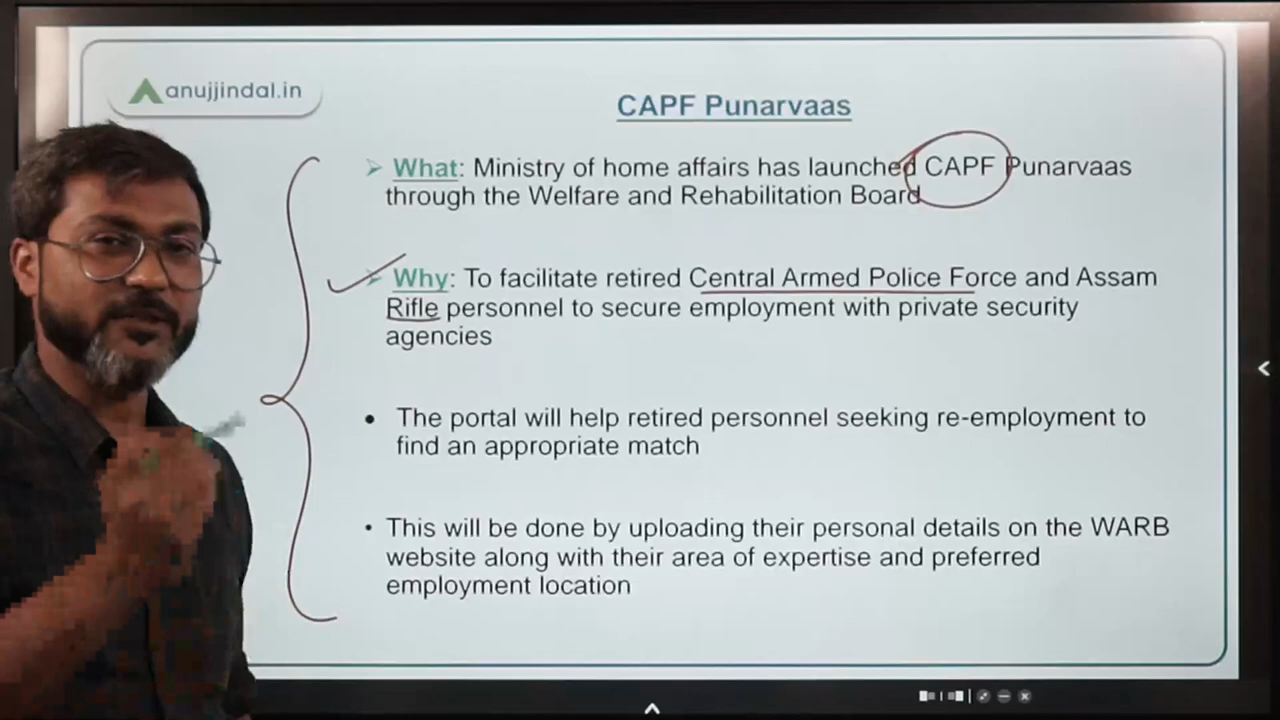 anujjindal.in
CAPF Punarvaas
What: Ministry of home affairs has launched CAPF Punarvaas
through the Welfare and Rehabilitation Board
Why: To facilitate retired Central Armed Police Force and Assam
Rifle personnel to secure employment with private security
agencies
• The portal will help retired personnel seeking re-employment to
find an appropriate match
• This will be done by uploading their personal details on the WARB
website along with their area of expertise and preferred
employment location